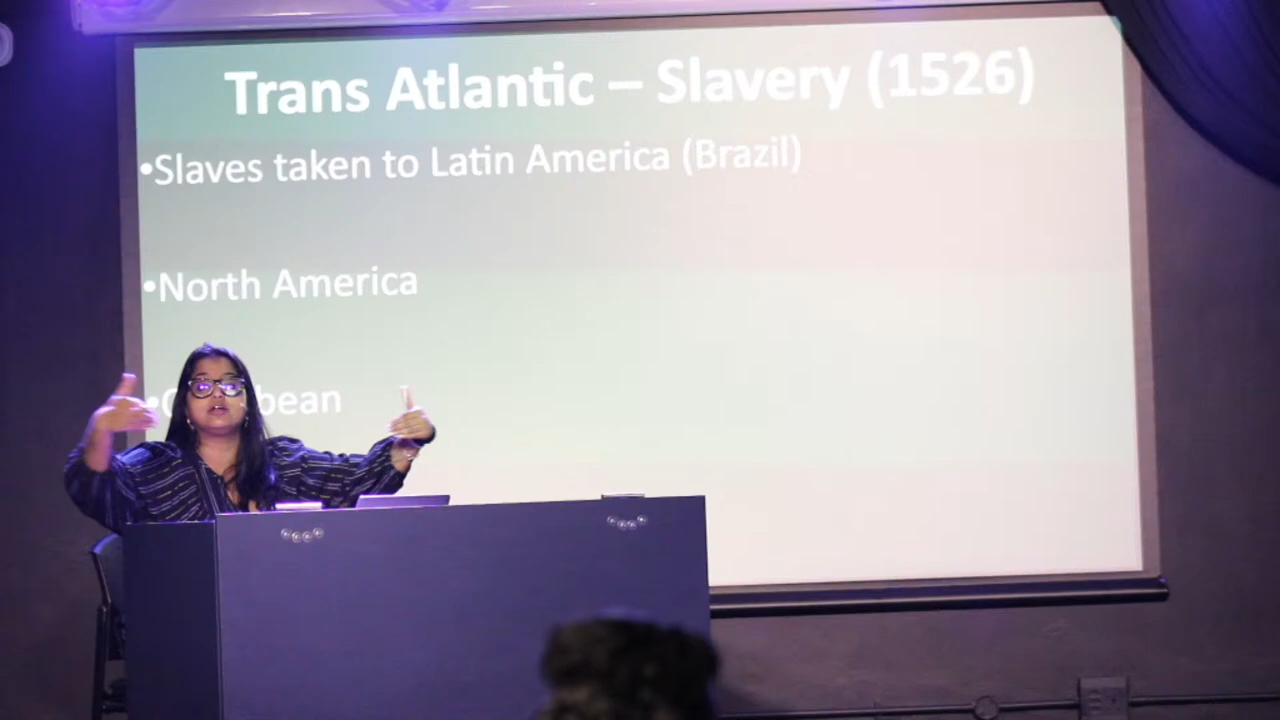 Trans Atlantic – Slavery (1526)
•Slaves taken to Latin America (Brazil)
•North America